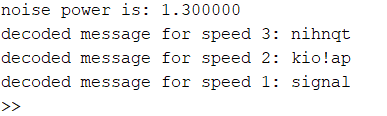 noise power is: 1.300000
decoded message for speed 3: nihnqt
decoded message for speed 2: kio!ap
decoded message for speed 1: signal
>>